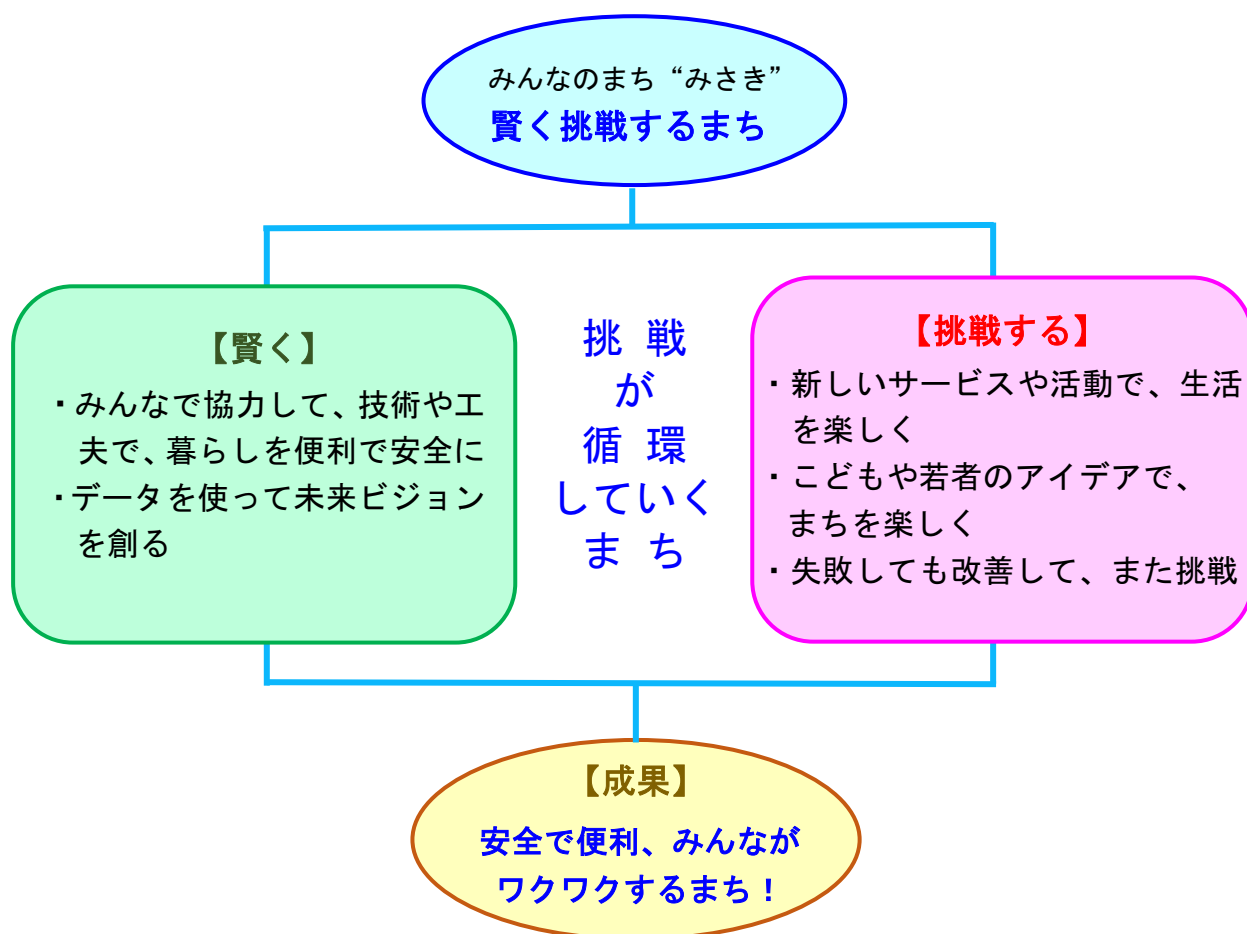 みんなのまち“みさき”
賢く挑戦するまち
【賢く】
・みんなで協力して、技術や工
夫で、暮らしを便利で安全に
・データを使って未来ビジョン
を創る
挑 戦
が
循 環
していく
ま ち
【挑戦する】
・新しいサービスや活動で、生活
を楽しく
・こどもや若者のアイデアで、
まちを楽しく
・失敗しても改善して、また挑戦
【成果】
安全で便利、みんなが
ワクワクするまち！